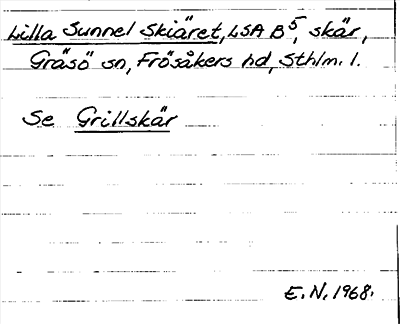 Lilla Sunnel Skiäret, LSA B⁵, skär,
Gräsö sn, Frösåkers hd, Sthlm. l.
Se Grillskär
E. N. 1968.